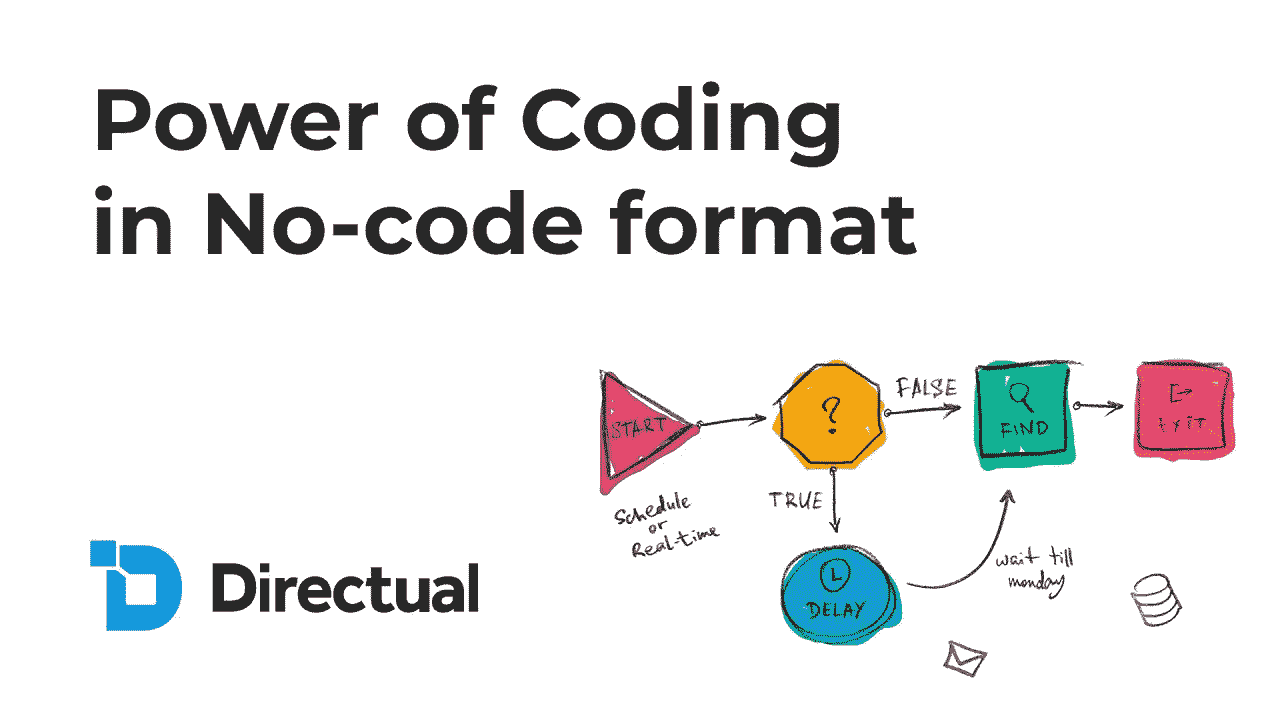 Power of Coding
in No-code format
START
?
FALSE
FIND
EXIT
Schedule
or
Real-time
TRUE
DELAY
wait till
monday
Directual